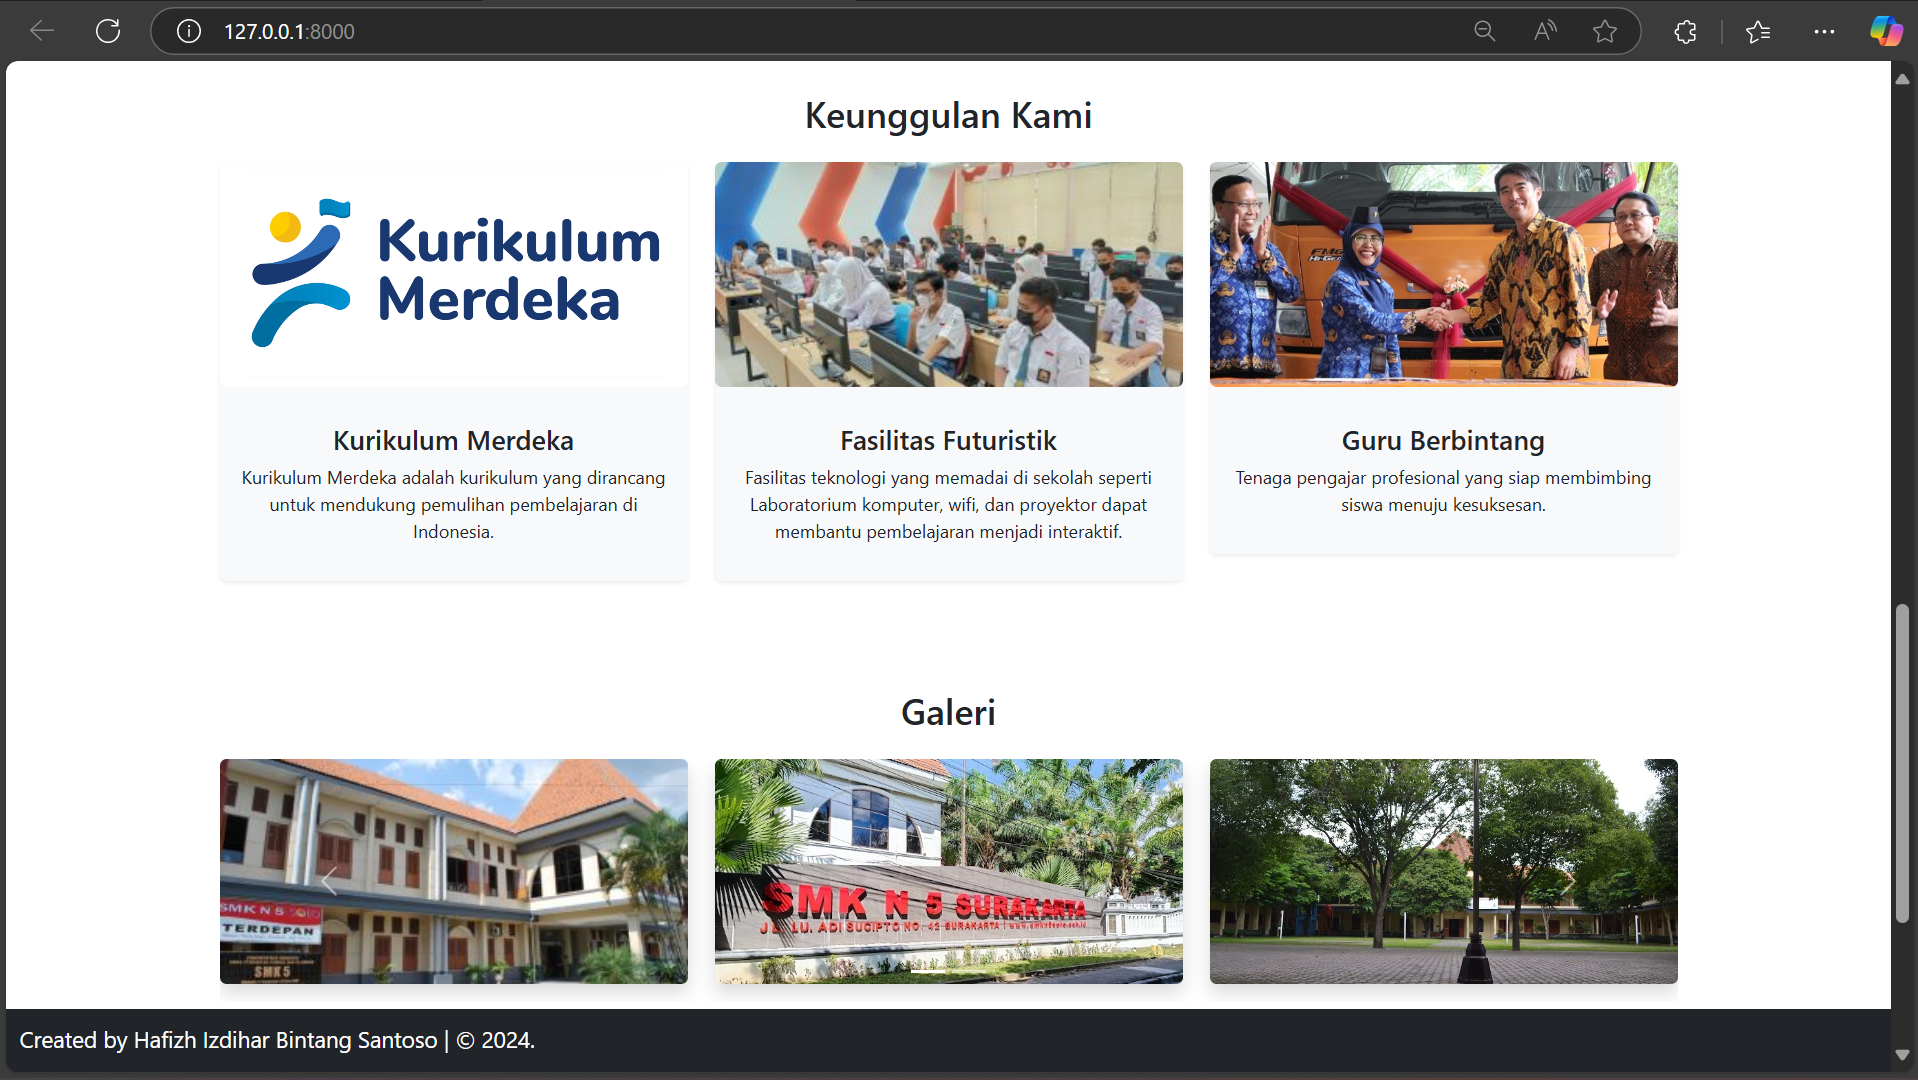 127.0.0.1:8000
Keunggulan Kami
Kurikulum
Merdeka
FM
HI-GE
Kurikulum Merdeka
Kurikulum Merdeka adalah kurikulum yang dirancang
untuk mendukung pemulihan pembelajaran di
Indonesia.
Fasilitas Futuristik
Fasilitas teknologi yang memadai di sekolah seperti
Laboratorium komputer, wifi, dan proyektor dapat
membantu pembelajaran menjadi interaktif.
Guru Berbintang
Tenaga pengajar profesional yang siap membimbing
siswa menuju kesuksesan.
Galeri
SMK N 5
TERDEPAN
SMK 5
SMK N 5 SURAKARTA
JL. LU. ADI SUCIPTO NO. 42 SURAKARTA
Created by Hafizh Izdihar Bintang Santoso | © 2024.